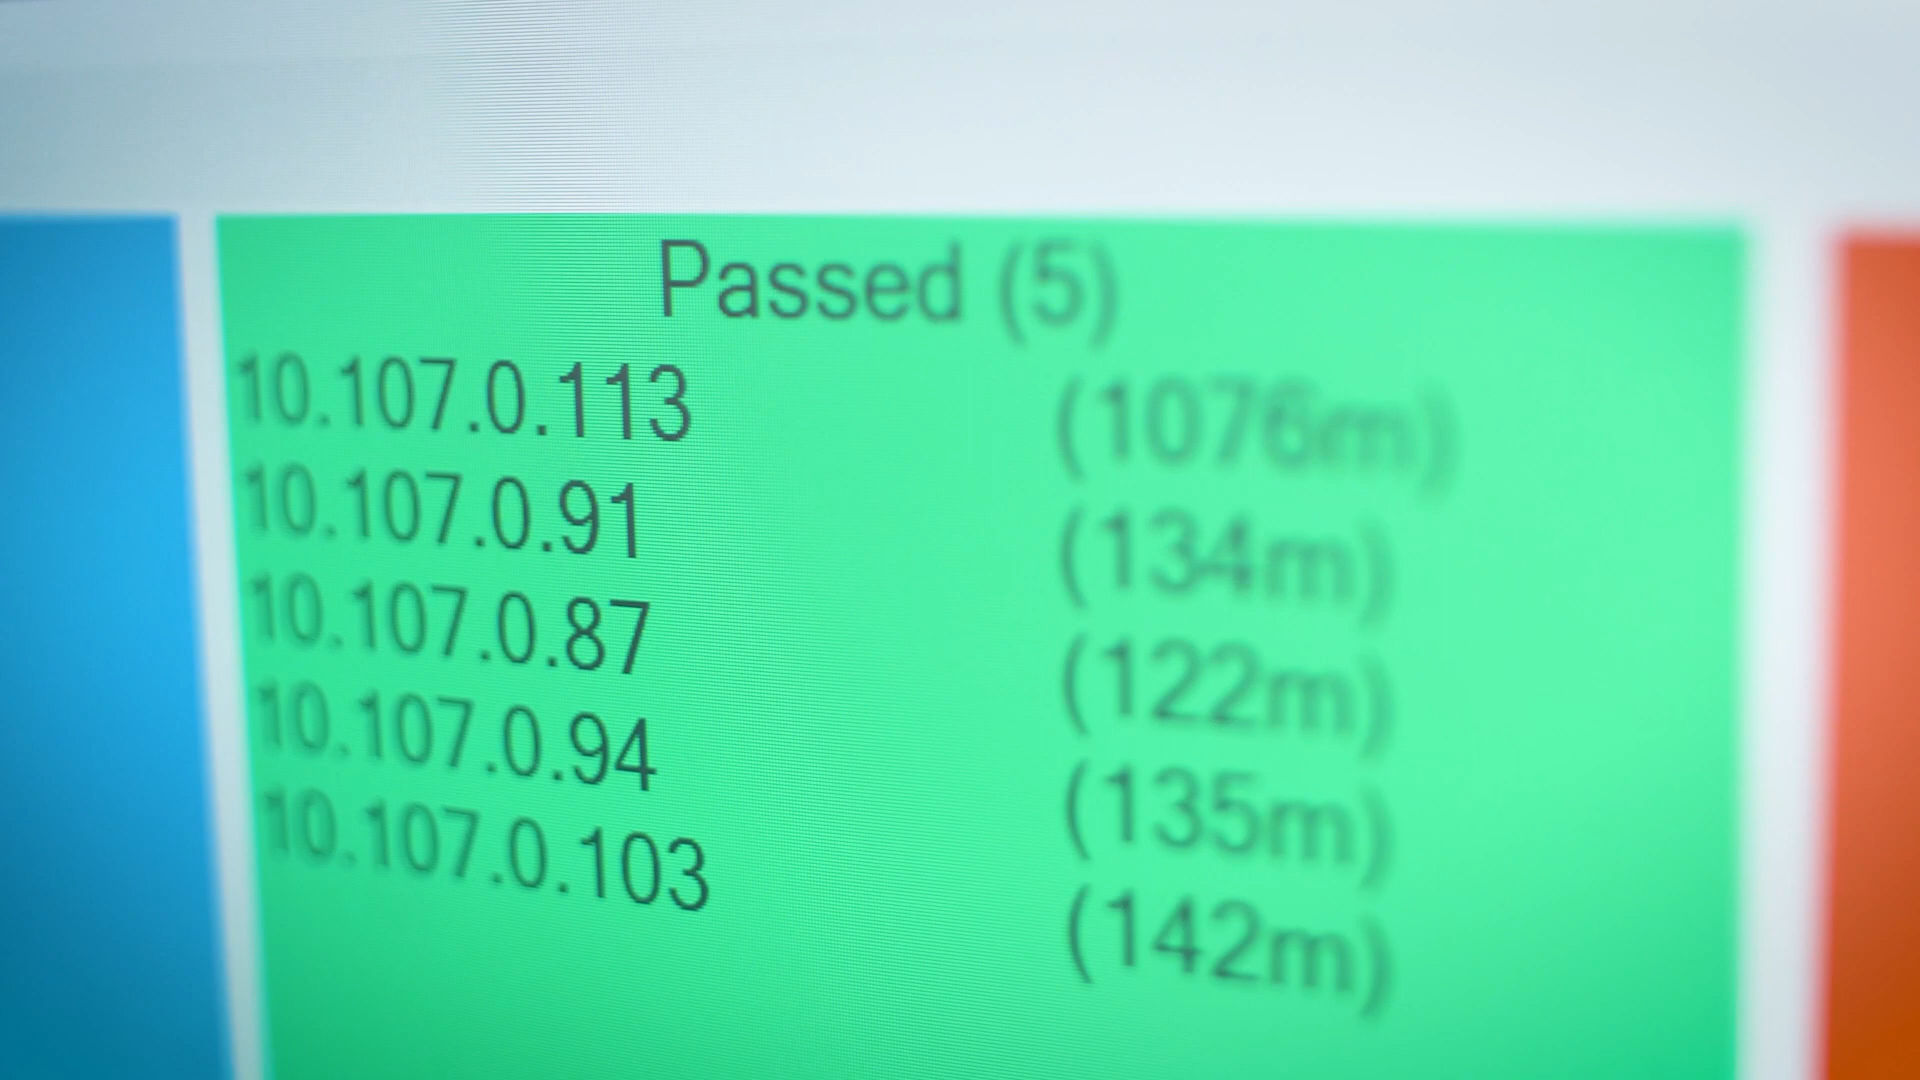 Passed (5)
10.107.0.113 (1076m)
10.107.0.91 (134m)
10.107.0.87 (122m)
10.107.0.94 (135m)
10.107.0.103 (142m)